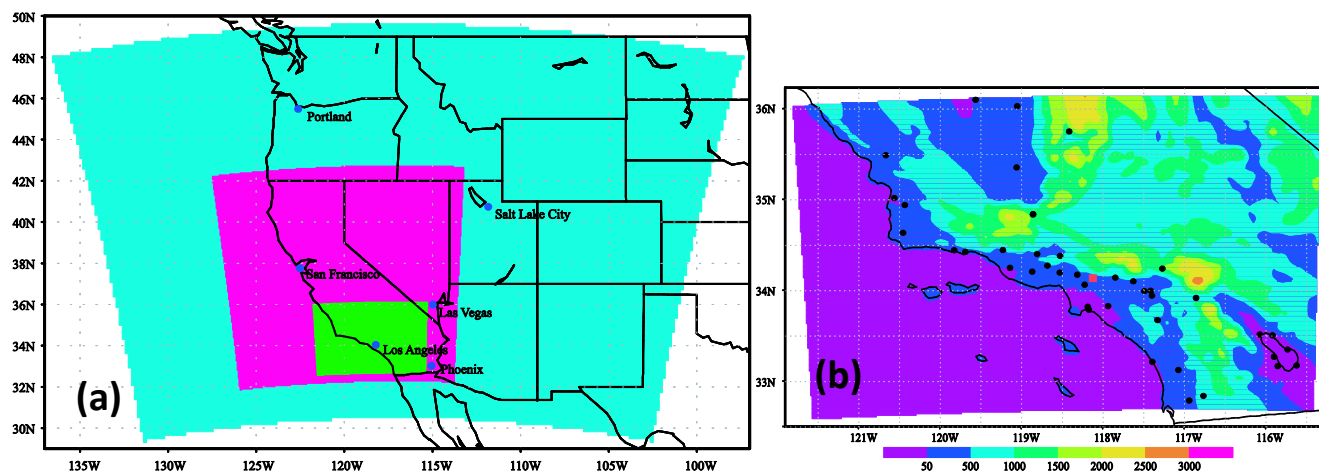 50N
48N
46N
44N
42N
40N
38N
36N
34N
32N
30N
135W 130W 125W 120W 115W 110W 105W 100W
Portland
Salt Lake City
San Francisco
Las Vegas
Los Angeles
Phoenix
(a)
36N
35N
34N
33N
121W 120W 119W 118W 117W 116W
(b)
50 500 1000 1500 2000 2500 3000